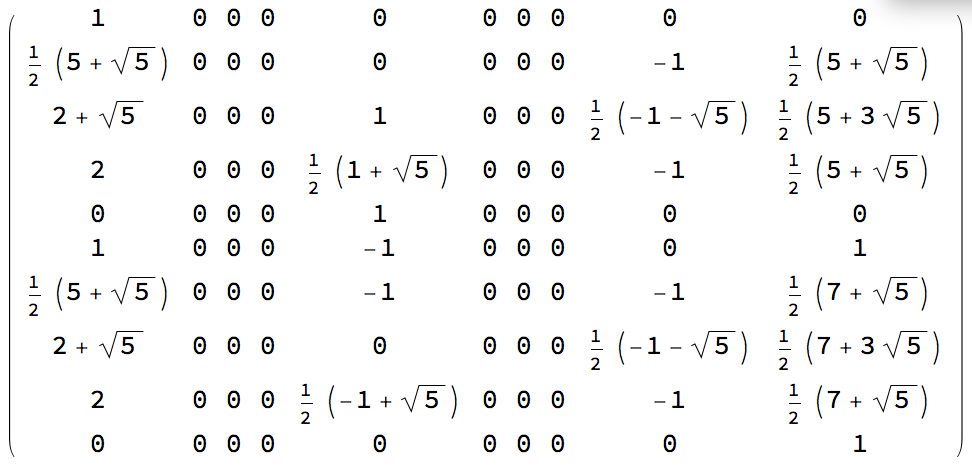 1 0 0 0 0 0 0 0 0 0
1/2 (5 + √5) 0 0 0 0 0 0 0 -1 1/2 (5 + √5)
2 + √5 0 0 0 1 0 0 0 1/2 (-1 - √5) 1/2 (5 + 3 √5)
2 0 0 0 1/2 (1 + √5) 0 0 0 -1 1/2 (5 + √5)
0 0 0 0 1 0 0 0 0 0
1 0 0 0 -1 0 0 0 0 1
1/2 (5 + √5) 0 0 0 -1 0 0 0 -1 1/2 (7 + √5)
2 + √5 0 0 0 0 0 0 0 1/2 (-1 - √5) 1/2 (7 + 3 √5)
2 0 0 0 1/2 (-1 + √5) 0 0 0 -1 1/2 (7 + √5)
0 0 0 0 0 0 0 0 0 1